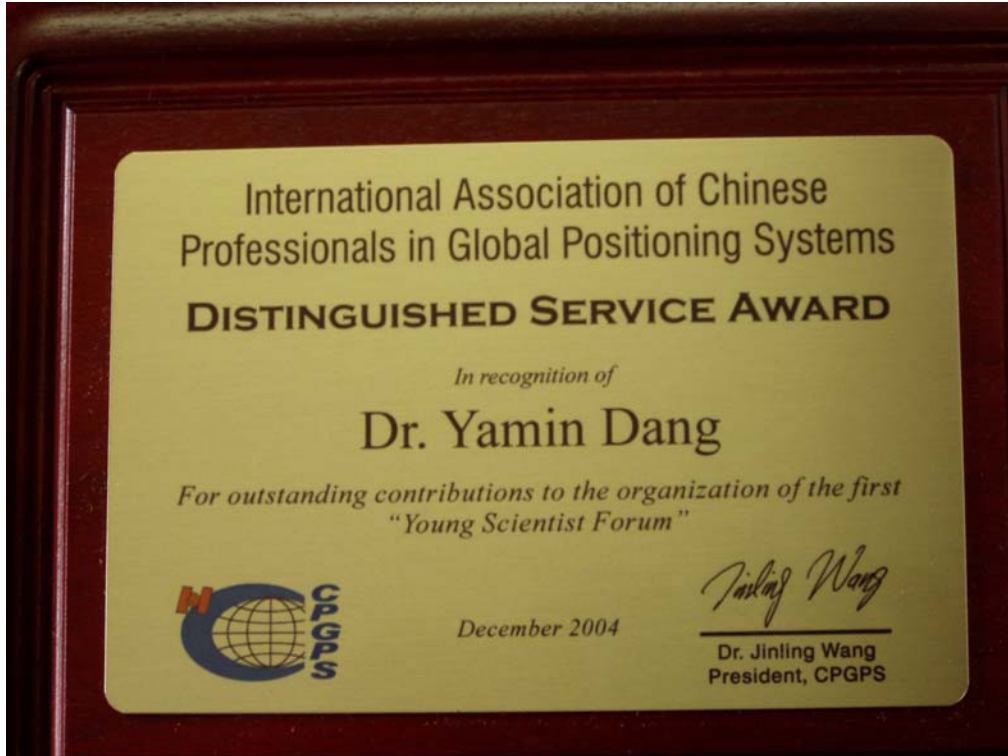 International Association of Chinese
Professionals in Global Positioning Systems
DISTINGUISHED SERVICE AWARD
In recognition of
Dr. Yamin Dang
For outstanding contributions to the organization of the first
“Young Scientist Forum”
CPGPS
December 2004
Jinling Wang
Dr. Jinling Wang
President, CPGPS